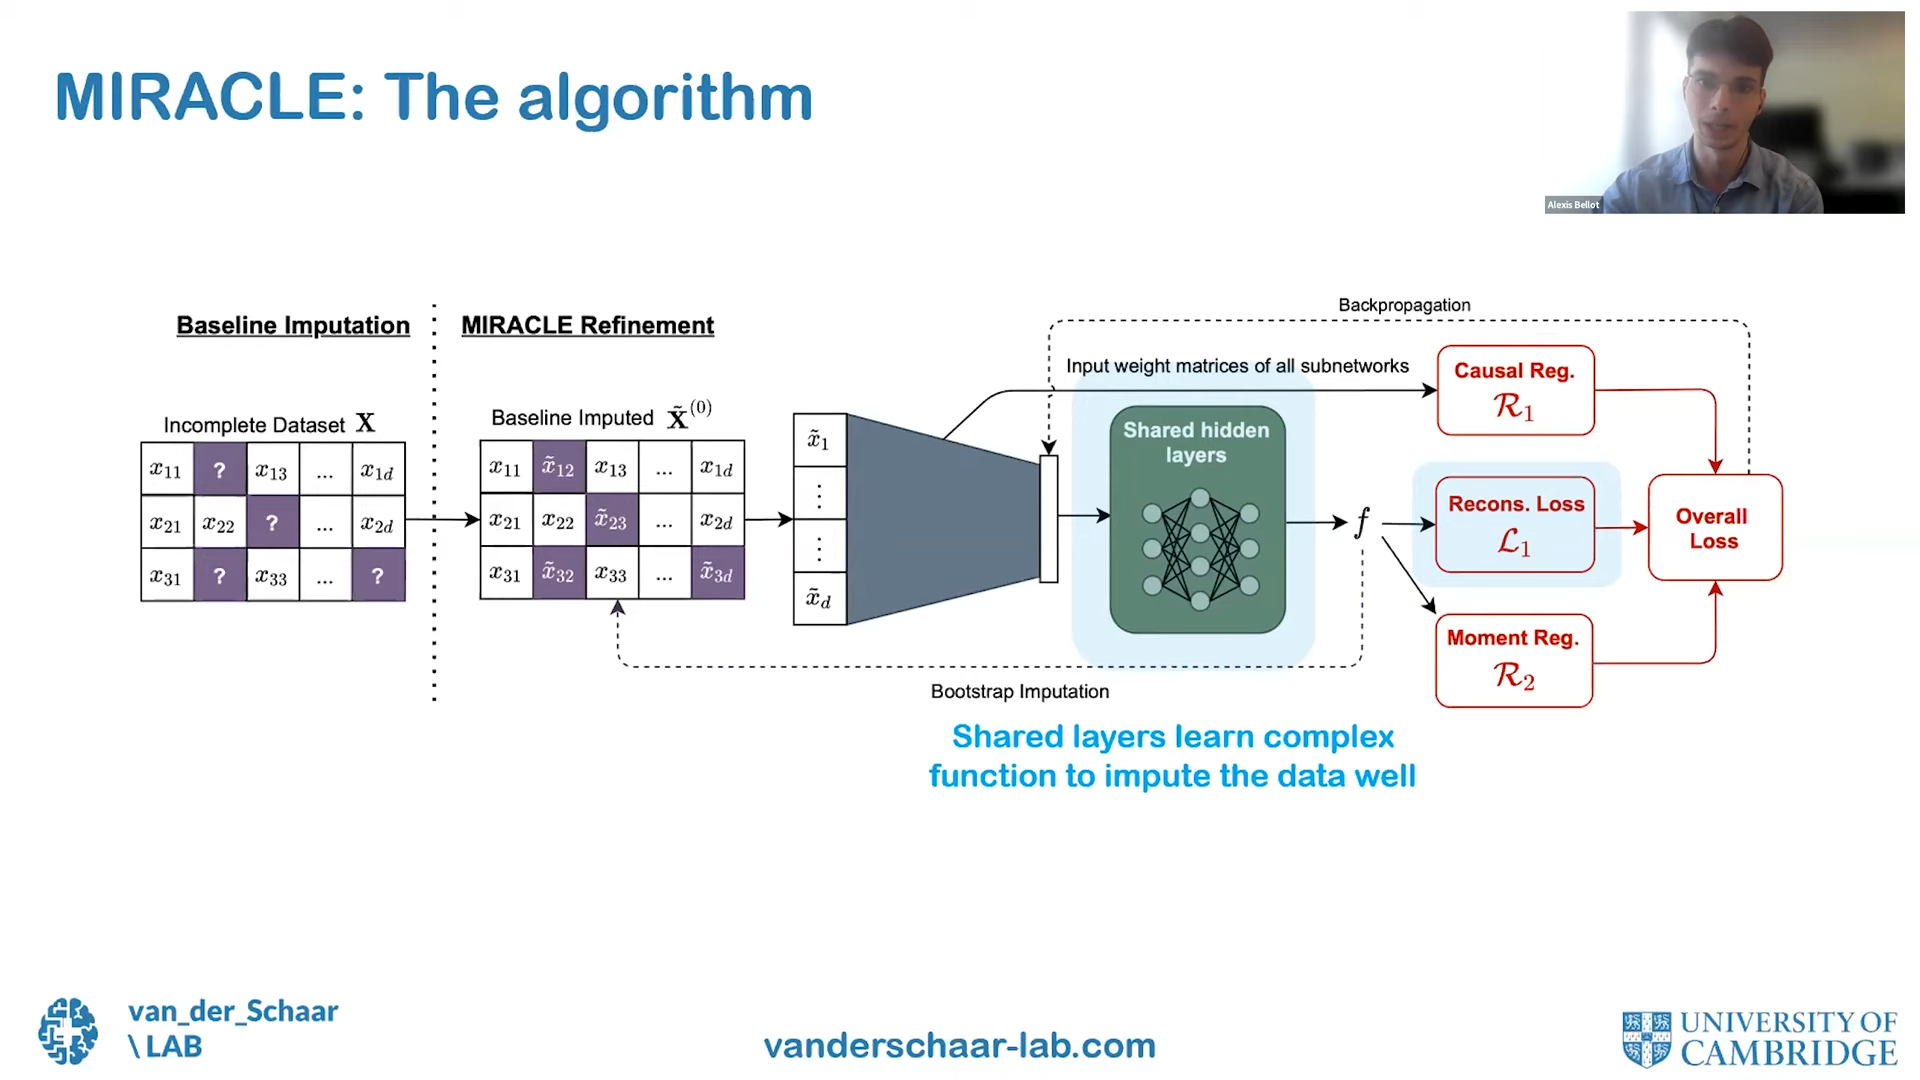 MIRACLE: The algorithm
Alexis Bellot
Baseline Imputation
MIRACLE Refinement
Backpropagation
Input weight matrices of all subnetworks
Incomplete Dataset X
x11 ? x13 ... x1d
x21 x22 ? ... x2d
x31 ? x33 ... ?
Baseline Imputed X̃(0)
x11 x̃12 x13 ... x1d
x21 x22 x̃23 ... x2d
x31 x̃32 x33 ... x̃3d
x̃1
⋮
⋮
x̃d
Shared hidden
layers
f
Causal Reg.
R1
Recons. Loss
L1
Moment Reg.
R2
Overall
Loss
Bootstrap Imputation
Shared layers learn complex
function to impute the data well
van_der_Schaar
\ LAB
vanderschaar-lab.com
UNIVERSITY OF
CAMBRIDGE